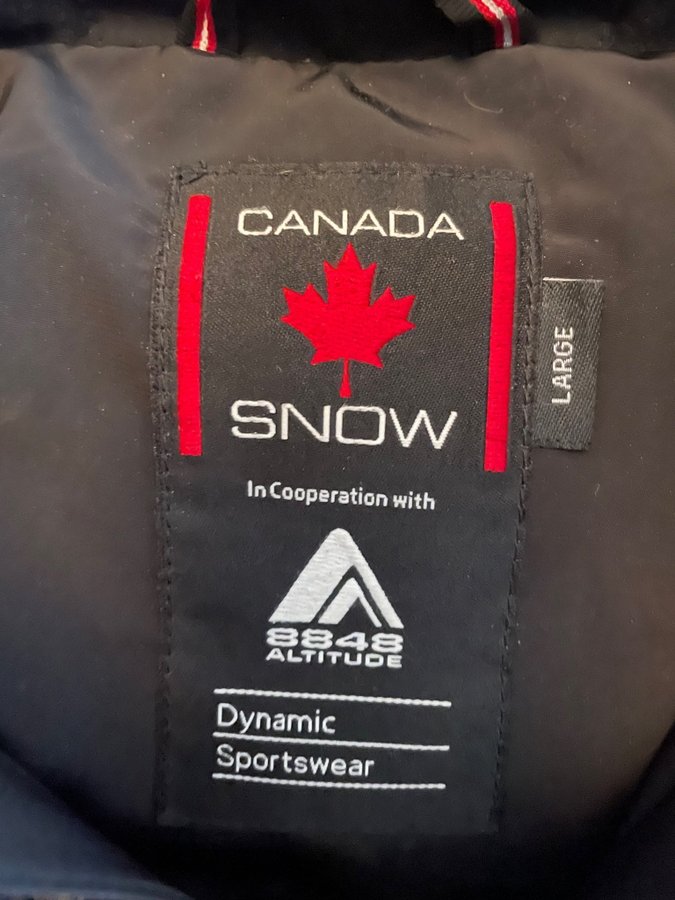 CANADA
SNOW
LARGE
In Cooperation with
8848
ALTITUDE
Dynamic
Sportswear